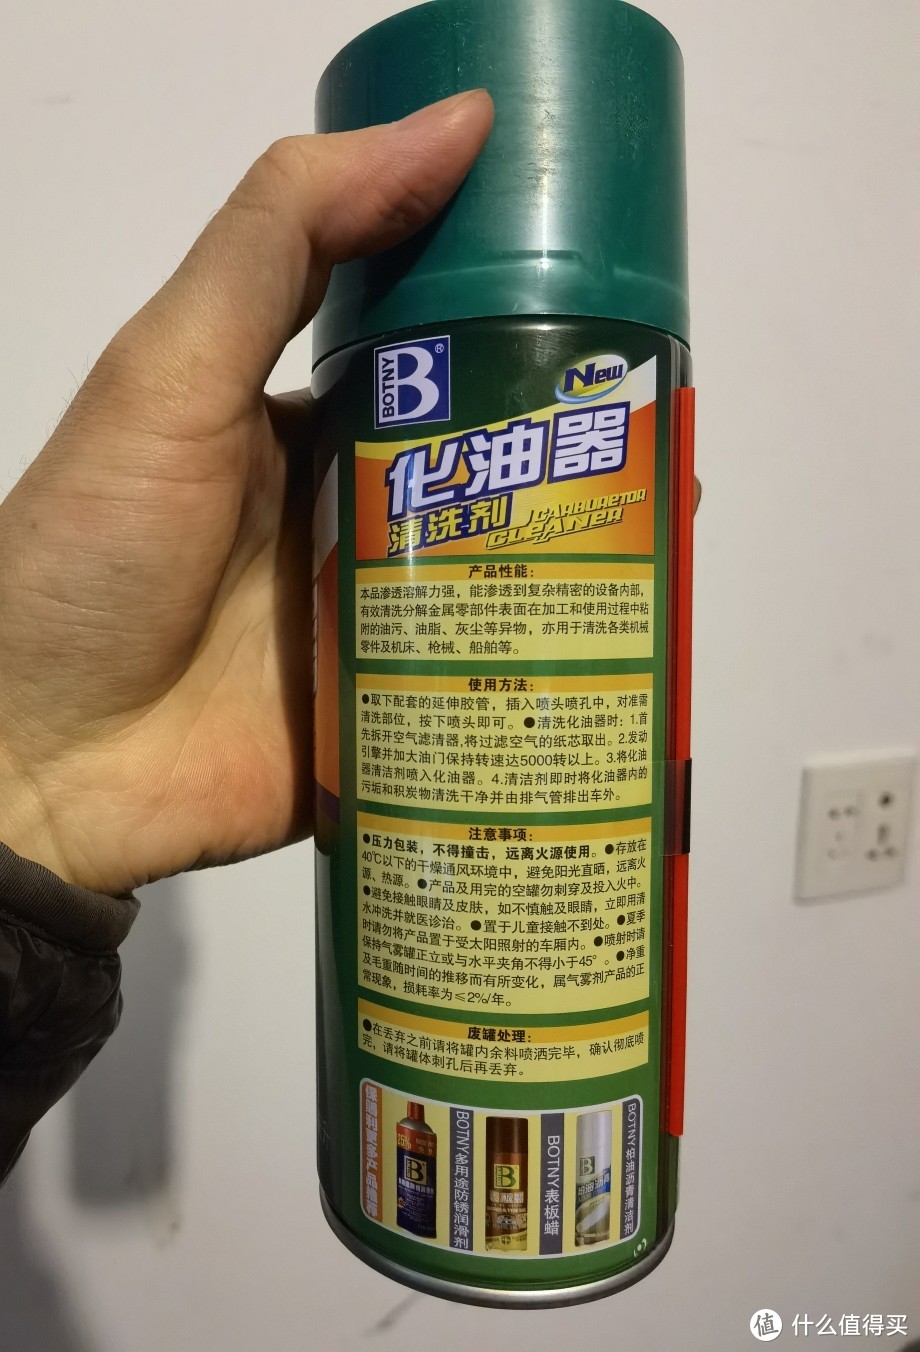 BOTNY
B®
New
化油器
清洗剂 CARBURETOR
CLEANER
产品性能：
本品渗透溶解力强，能渗透到复杂精密的设备内部，
有效清洗分解金属零部件表面在加工和使用过程中粘
附的油污、油脂、灰尘等异物，亦用于清洗各类机械
零件及机床、枪械、船舶等。
使用方法：
●取下配套的延伸胶管，插入喷头喷孔中，对准需
清洗部位，按下喷头即可。●清洗化油器时：1.首
先拆开空气滤清器,将过滤空气的纸芯取出。2.发动
引擎并加大油门保持转速达5000转以上。3.将化油
器清洁剂喷入化油器。4.清洁剂即时将化油器内的
污垢和积炭物清洗干净并由排气管排出车外。
注意事项：
●压力包装，不得撞击，远离火源使用。●存放在
40℃以下的干燥通风环境中，避免阳光直晒，远离火
源、热源。●产品及用完的空罐勿刺穿及投入火中。
●避免接触眼睛及皮肤，如不慎触及眼睛，立即用清
水冲洗并就医诊治。●置于儿童接触不到处。●夏季
时请勿将产品置于受太阳照射的车厢内。●喷射时请
保持气雾罐正立或与水平夹角不得小于45°。●净重
及毛重随时间的推移而有所变化，属气雾剂产品的正
常现象，损耗率为≤2%/年。
废罐处理：
●在丢弃之前请将罐内余料喷洒完毕，确认彻底喷
完，请将罐体刺孔后再丢弃。
25%
B
BOTNY多用途防锈润滑剂
B
BOTNY表板蜡
B
BOTNY柏油沥青清洁剂
值 什么值得买